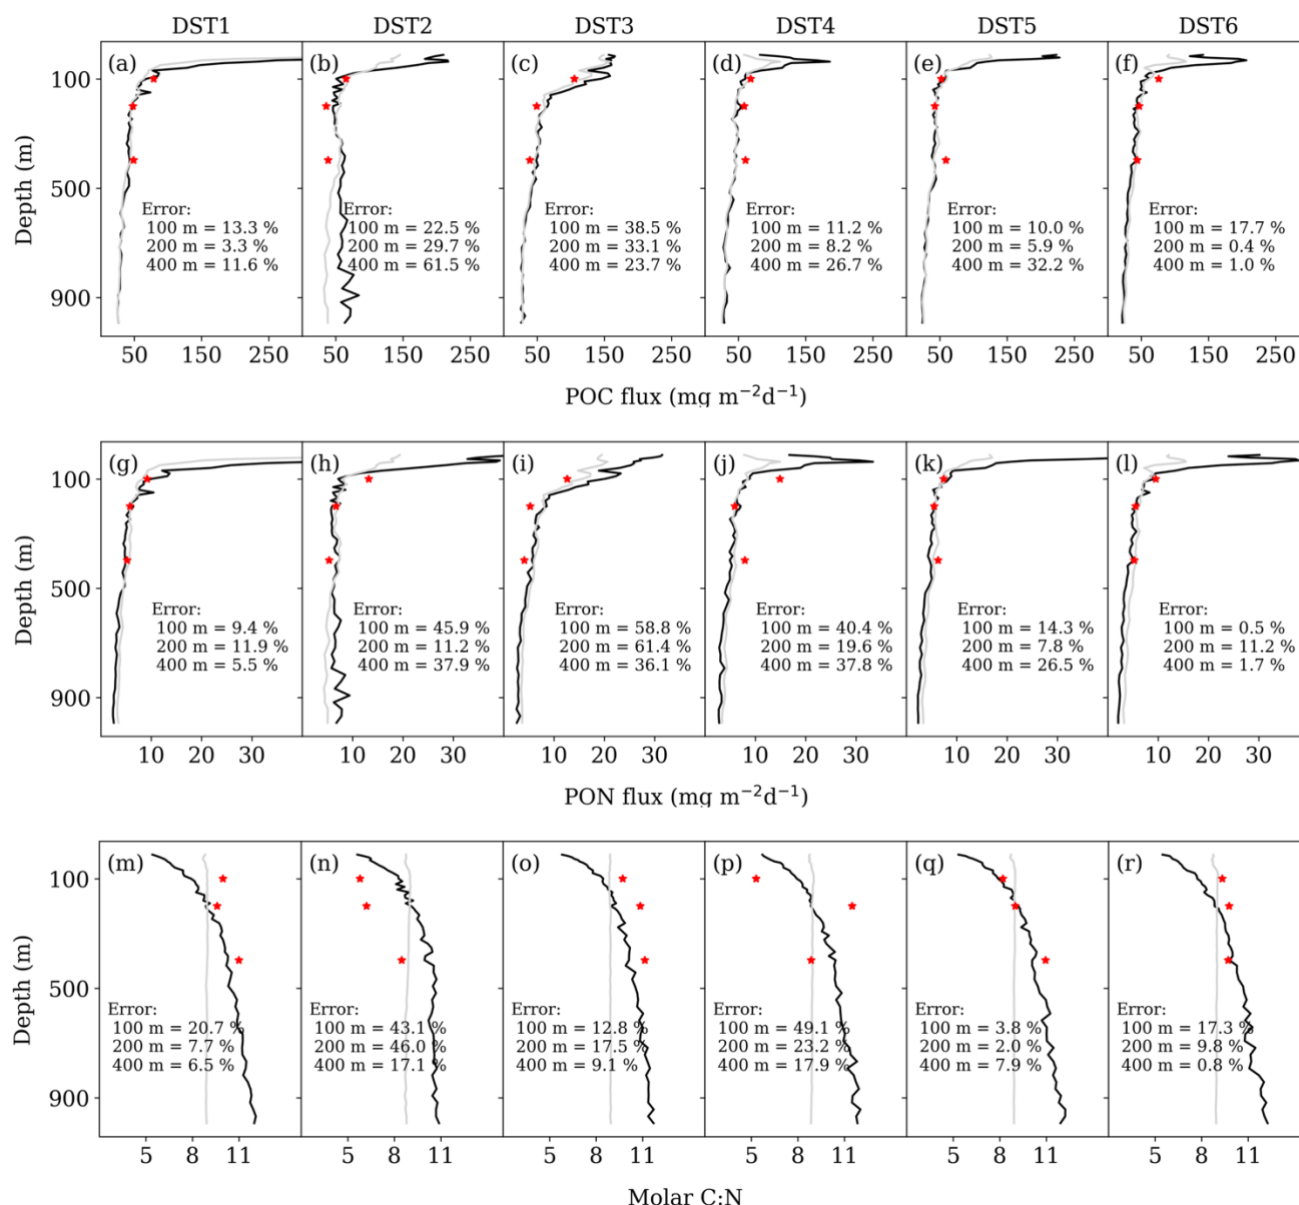 DST1 DST2 DST3 DST4 DST5 DST6
(a) (b) (c) (d) (e) (f)
100
500
900
Depth (m)
Error:
100 m = 13.3 %
200 m = 3.3 %
400 m = 11.6 %
Error:
100 m = 22.5 %
200 m = 29.7 %
400 m = 61.5 %
Error:
100 m = 38.5 %
200 m = 33.1 %
400 m = 23.7 %
Error:
100 m = 11.2 %
200 m = 8.2 %
400 m = 26.7 %
Error:
100 m = 10.0 %
200 m = 5.9 %
400 m = 32.2 %
Error:
100 m = 17.7 %
200 m = 0.4 %
400 m = 1.0 %
50 150 250 50 150 250 50 150 250 50 150 250 50 150 250 50 150 250
POC flux (mg m⁻²d⁻¹)
(g) (h) (i) (j) (k) (l)
100
500
900
Depth (m)
Error:
100 m = 9.4 %
200 m = 11.9 %
400 m = 5.5 %
Error:
100 m = 45.9 %
200 m = 11.2 %
400 m = 37.9 %
Error:
100 m = 58.8 %
200 m = 61.4 %
400 m = 36.1 %
Error:
100 m = 40.4 %
200 m = 19.6 %
400 m = 37.8 %
Error:
100 m = 14.3 %
200 m = 7.8 %
400 m = 26.5 %
Error:
100 m = 0.5 %
200 m = 11.2 %
400 m = 1.7 %
10 20 30 10 20 30 10 20 30 10 20 30 10 20 30 10 20 30
PON flux (mg m⁻²d⁻¹)
(m) (n) (o) (p) (q) (r)
100
500
900
Depth (m)
Error:
100 m = 20.7 %
200 m = 7.7 %
400 m = 6.5 %
Error:
100 m = 43.1 %
200 m = 46.0 %
400 m = 17.1 %
Error:
100 m = 12.8 %
200 m = 17.5 %
400 m = 9.1 %
Error:
100 m = 49.1 %
200 m = 23.2 %
400 m = 17.9 %
Error:
100 m = 3.8 %
200 m = 2.0 %
400 m = 7.9 %
Error:
100 m = 17.3 %
200 m = 9.8 %
400 m = 0.8 %
5 11 5 11 5 11 5 11 5 11 5 11
Molar C:N